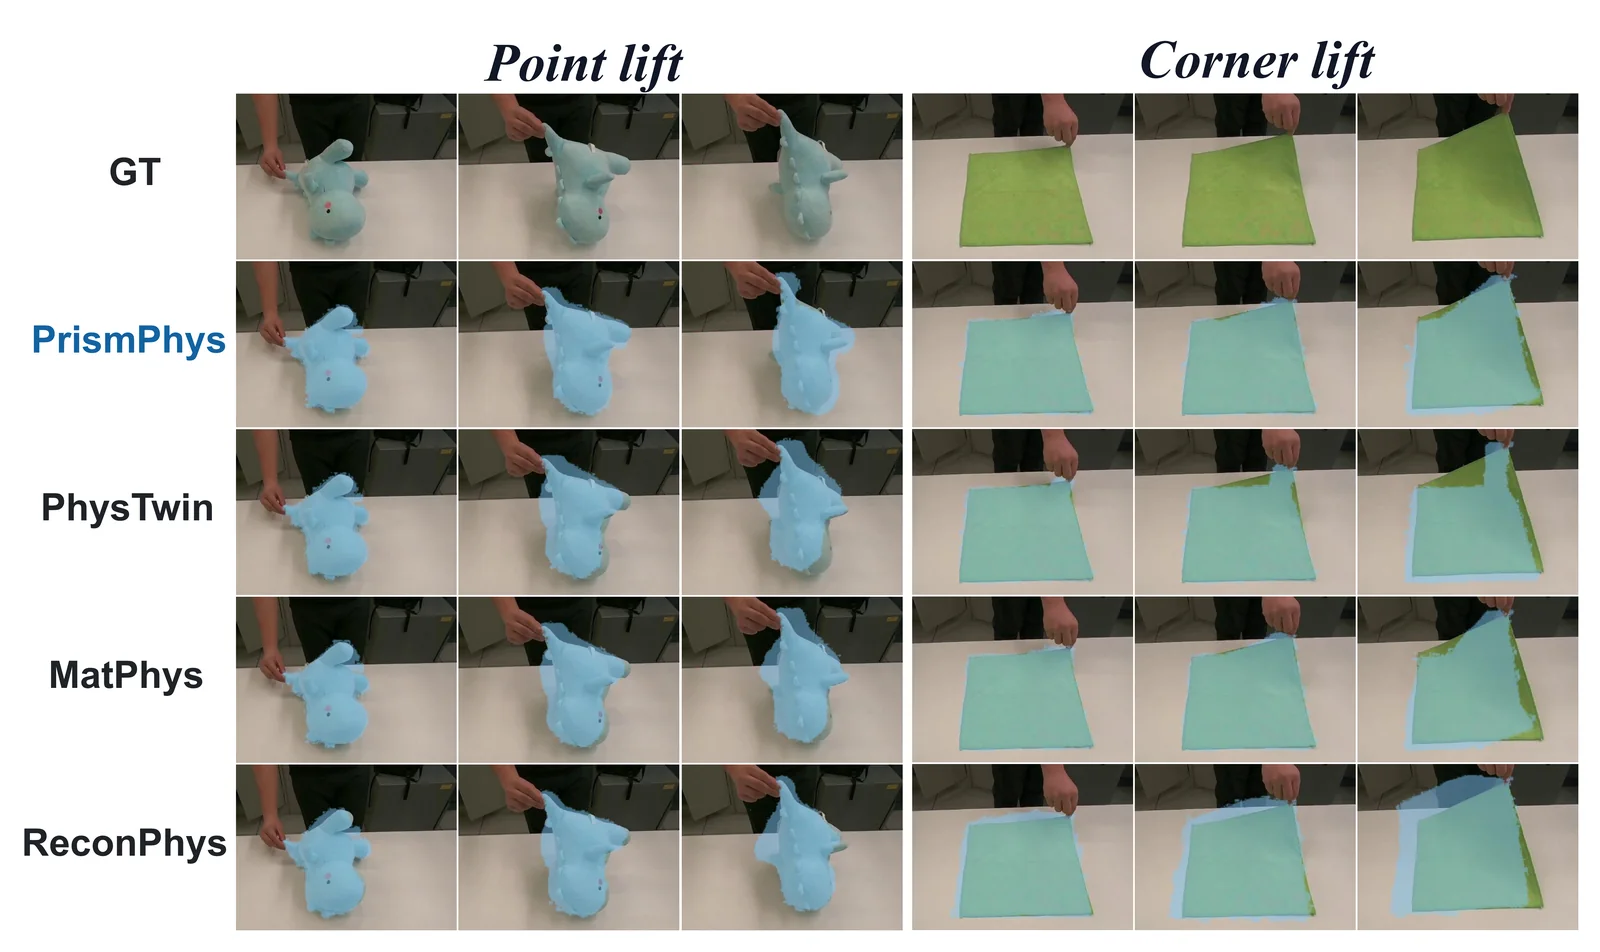 Point lift
Corner lift
GT
PrismPhys
PhysTwin
MatPhys
ReconPhys